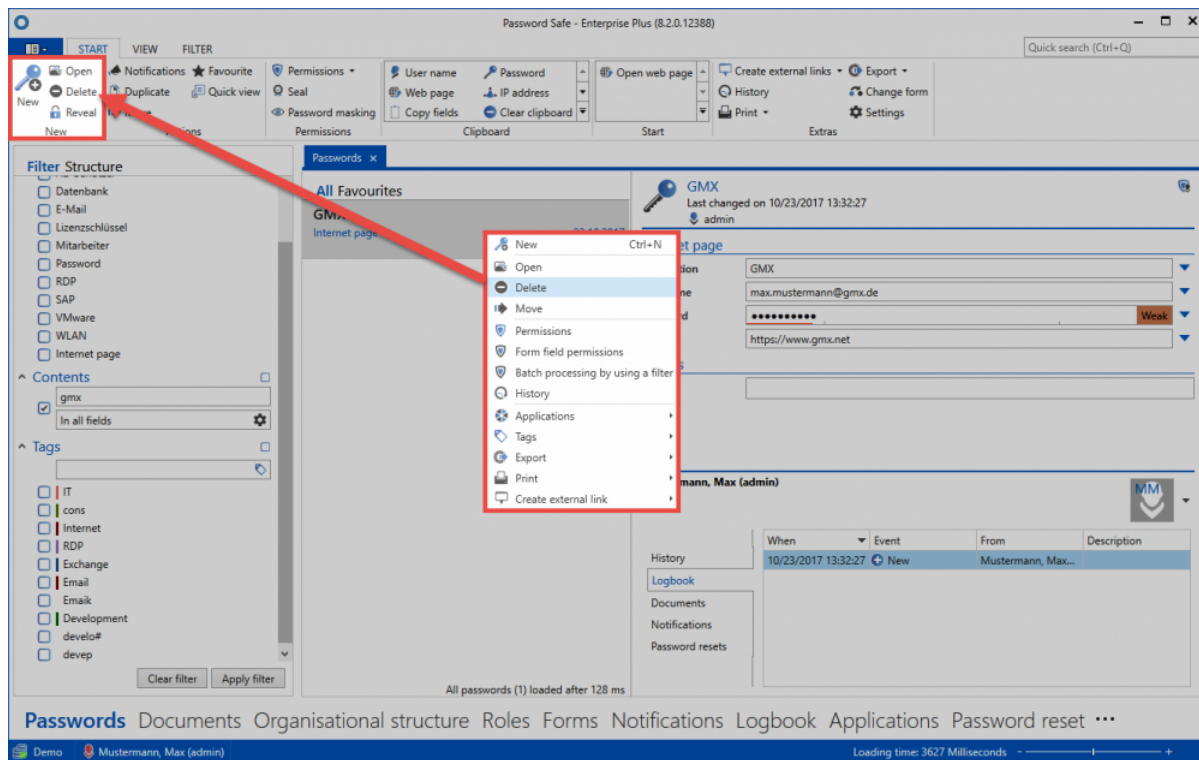 Password Safe - Enterprise Plus (8.2.0.12388)
START VIEW FILTER
Quick search (Ctrl+Q)
New
Open
Delete
Reveal
New
Notifications
Duplicate
Favourite
Quick view
Permissions
Seal
Password masking
Permissions
User name
Web page
Copy fields
Password
IP address
Clear clipboard
Clipboard
Open web page
Start
Create external links
History
Print
Export
Change form
Settings
Extras
Filter Structure
Datenbank
E-Mail
Lizenzschlüssel
Mitarbeiter
Password
RDP
SAP
VMware
WLAN
Internet page
Contents
gmx
In all fields
Tags
IT
cons
Internet
RDP
Exchange
Email
Emaik
Development
develo#
devep
Clear filter Apply filter
Passwords ×
All Favourites
Internet page
All passwords (1) loaded after 128 ms
New Ctrl+N
Open
Delete
Move
Permissions
Form field permissions
Batch processing by using a filter
History
Applications
Tags
Export
Print
Create external link
GMX
Last changed on 10/23/2017 13:32:27
admin
et page
GMX
max.mustermann@gmx.de
●●●●●●●●●● Weak
https://www.gmx.net
mann, Max (admin)
MM
History
Logbook
Documents
Notifications
Password resets
When Event From Description
10/23/2017 13:32:27 New Mustermann, Max...
Passwords Documents Organisational structure Roles Forms Notifications Logbook Applications Password reset ···
Demo Mustermann, Max (admin) Loading time: 3627 Milliseconds - +